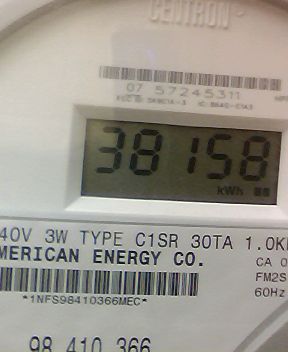 CENTRON
07 57245311
38158
kWh
40V 3W TYPE C1SR 30TA 1.0K
MERICAN ENERGY CO.
CA 0
FM2S
60Hz
*1NFS98410366MEC*
98 410 366